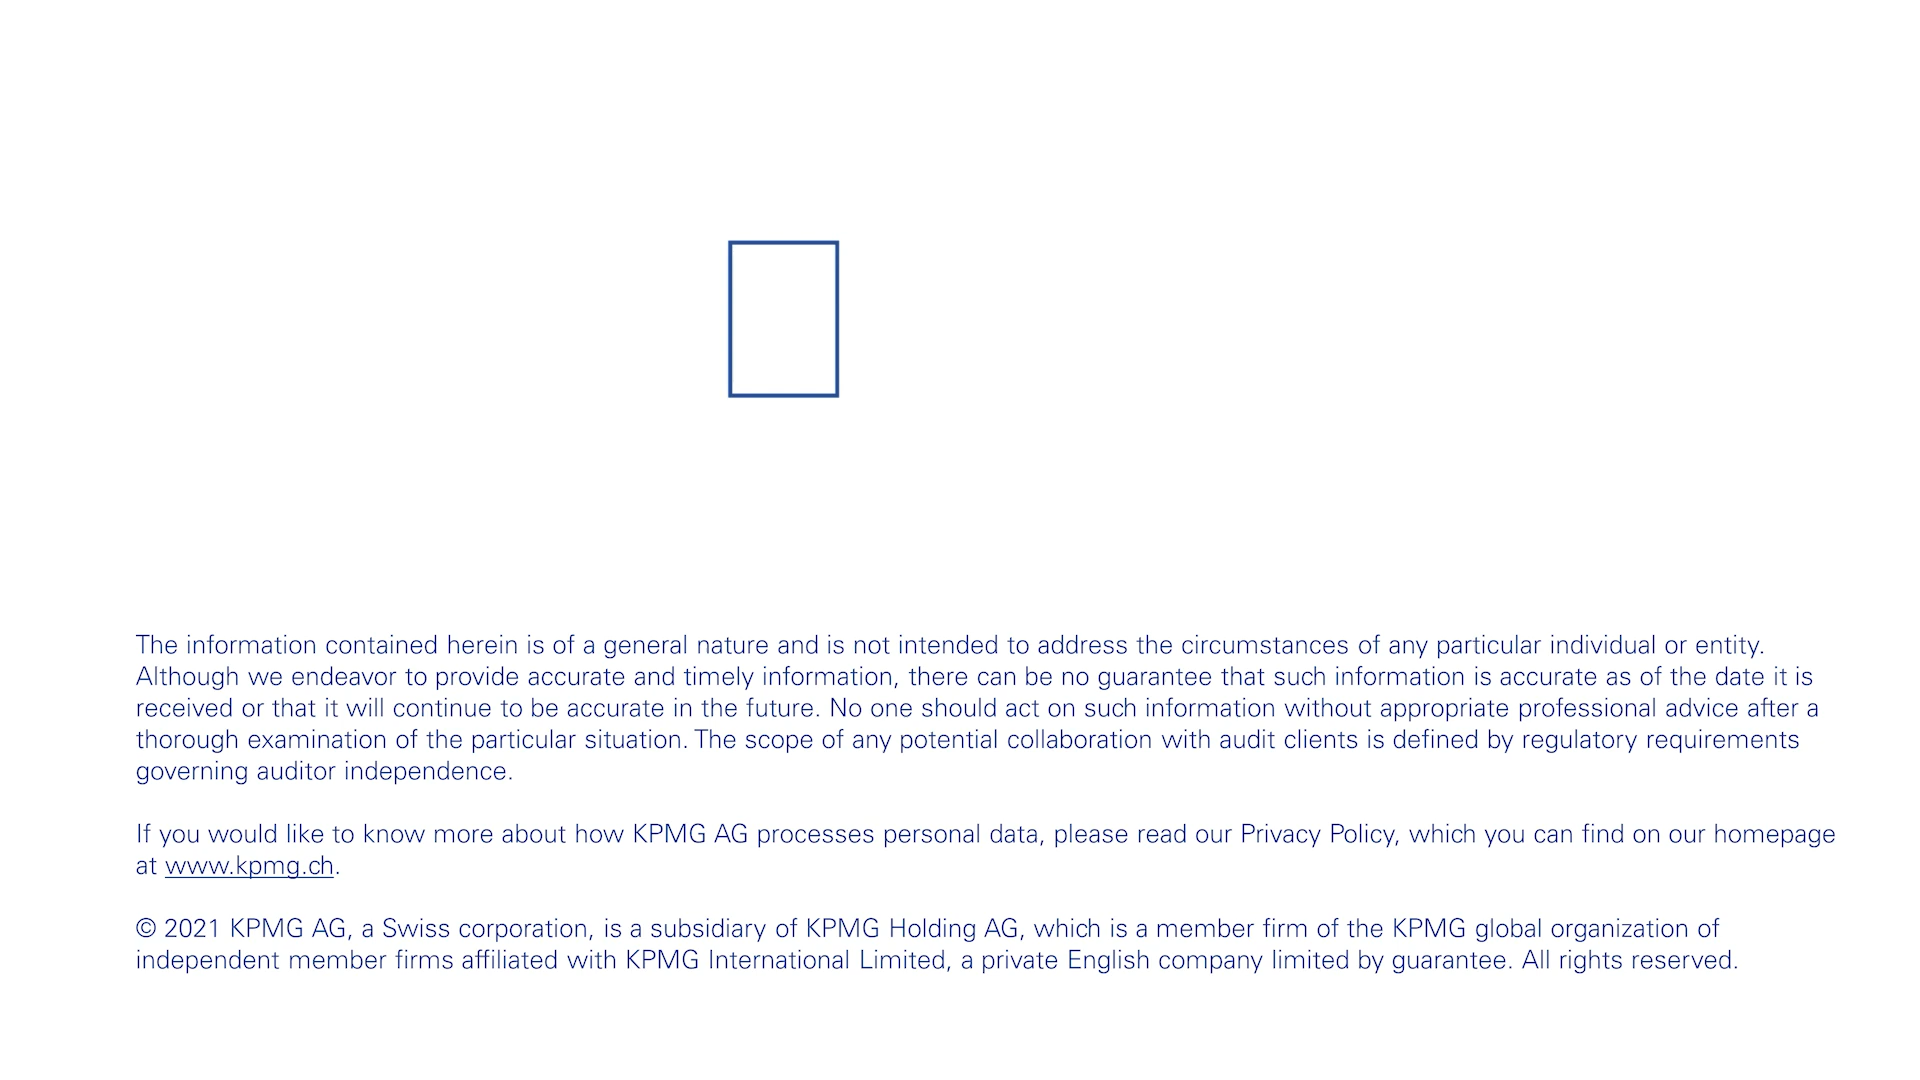 The information contained herein is of a general nature and is not intended to address the circumstances of any particular individual or entity.
Although we endeavor to provide accurate and timely information, there can be no guarantee that such information is accurate as of the date it is
received or that it will continue to be accurate in the future. No one should act on such information without appropriate professional advice after a
thorough examination of the particular situation. The scope of any potential collaboration with audit clients is defined by regulatory requirements
governing auditor independence.
If you would like to know more about how KPMG AG processes personal data, please read our Privacy Policy, which you can find on our homepage
at www.kpmg.ch.
© 2021 KPMG AG, a Swiss corporation, is a subsidiary of KPMG Holding AG, which is a member firm of the KPMG global organization of
independent member firms affiliated with KPMG International Limited, a private English company limited by guarantee. All rights reserved.